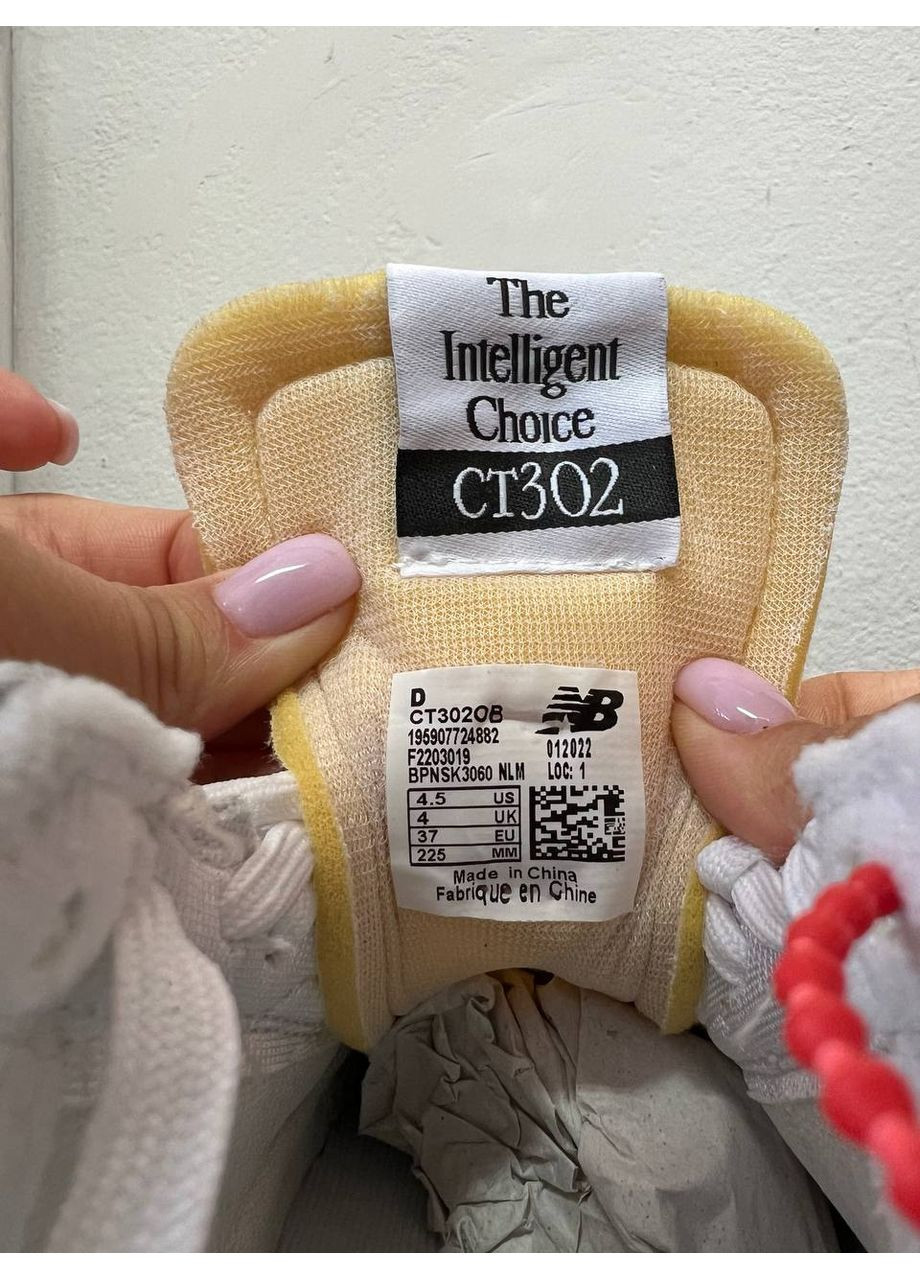 The
Intelligent
Choice
CT302
D
CT302OB
NB
195907724882
F2203019
012022
BPNSK3060 NLM
LOC: 1
4.5 US
4 UK
37 EU
225 MM
Made in China
Fabrique en Chine